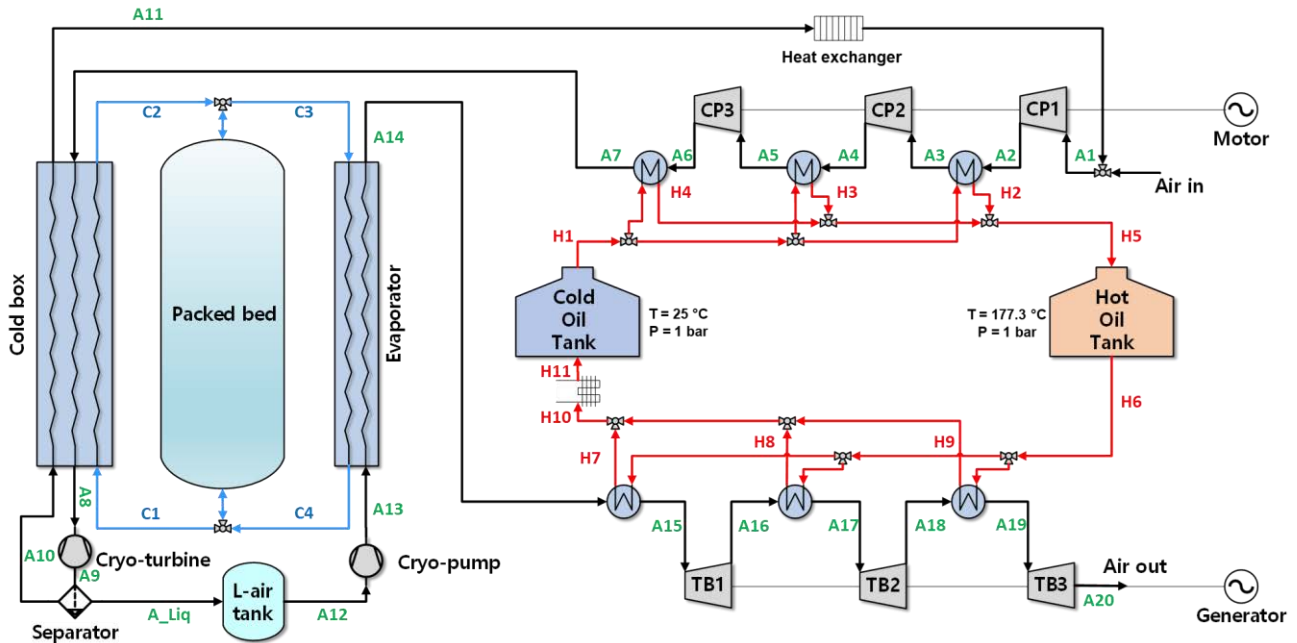 A11
Heat exchanger
C2
C3
A14
CP3
CP2
CP1
Motor
A7
A6
A5
A4
A3
A2
A1
Air in
H4
H3
H2
H1
H5
Cold box
Packed bed
Evaporator
Cold
Oil
Tank
T = 25 °C
P = 1 bar
T = 177.3 °C
P = 1 bar
Hot
Oil
Tank
H11
H10
H6
H7
H8
H9
A8
C1
C4
A13
A15
A16
A17
A18
A19
A10
Cryo-turbine
A9
Cryo-pump
TB1
TB2
TB3
Air out
A20
Generator
Separator
A_Liq
L-air
tank
A12